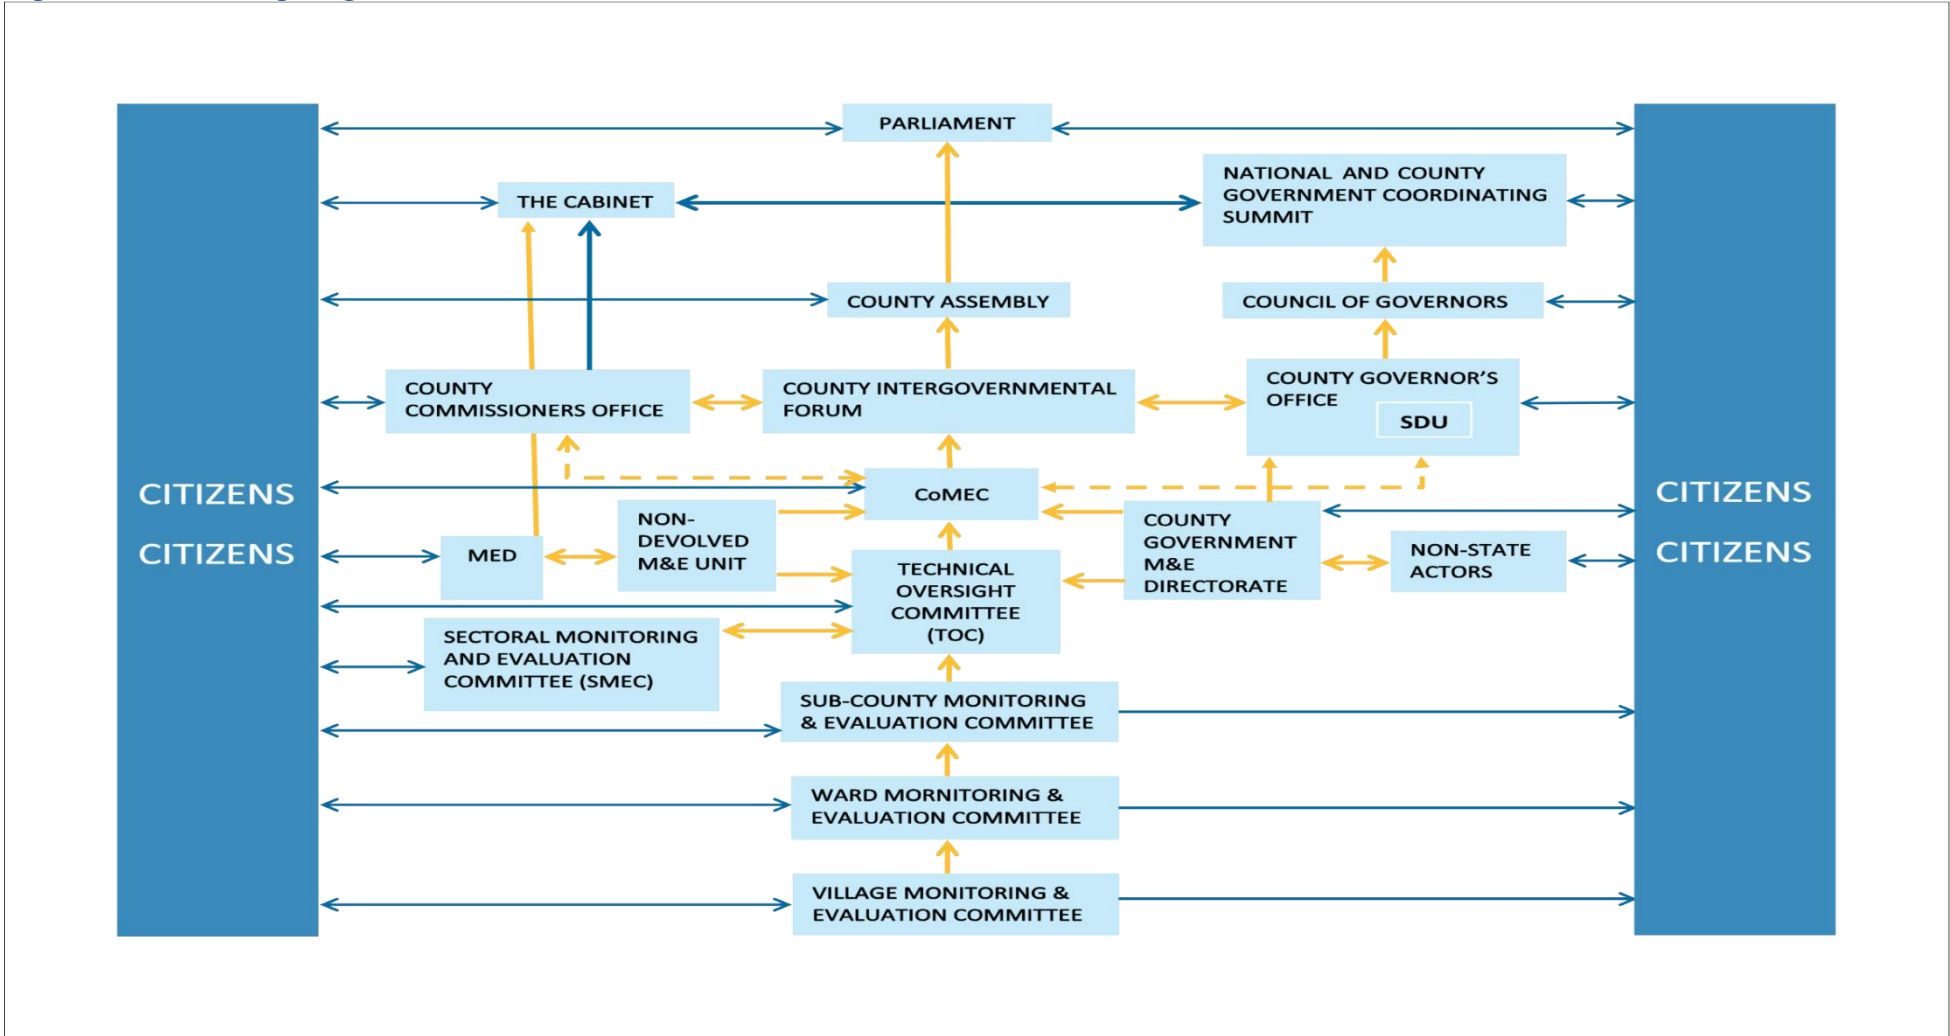 PARLIAMENT
NATIONAL AND COUNTY
GOVERNMENT COORDINATING
SUMMIT
THE CABINET
COUNTY ASSEMBLY
COUNCIL OF GOVERNORS
COUNTY
COMMISSIONERS OFFICE
COUNTY INTERGOVERNMENTAL
FORUM
COUNTY GOVERNOR'S
OFFICE
SDU
CITIZENS
CITIZENS
CoMEC
NON-
DEVOLVED
M&E UNIT
MED
COUNTY
GOVERNMENT
M&E
DIRECTORATE
NON-STATE
ACTORS
CITIZENS
CITIZENS
TECHNICAL
OVERSIGHT
COMMITTEE
(TOC)
SECTORAL MONITORING
AND EVALUATION
COMMITTEE (SMEC)
SUB-COUNTY MONITORING
& EVALUATION COMMITTEE
WARD MORNITORING &
EVALUATION COMMITTEE
VILLAGE MONITORING &
EVALUATION COMMITTEE